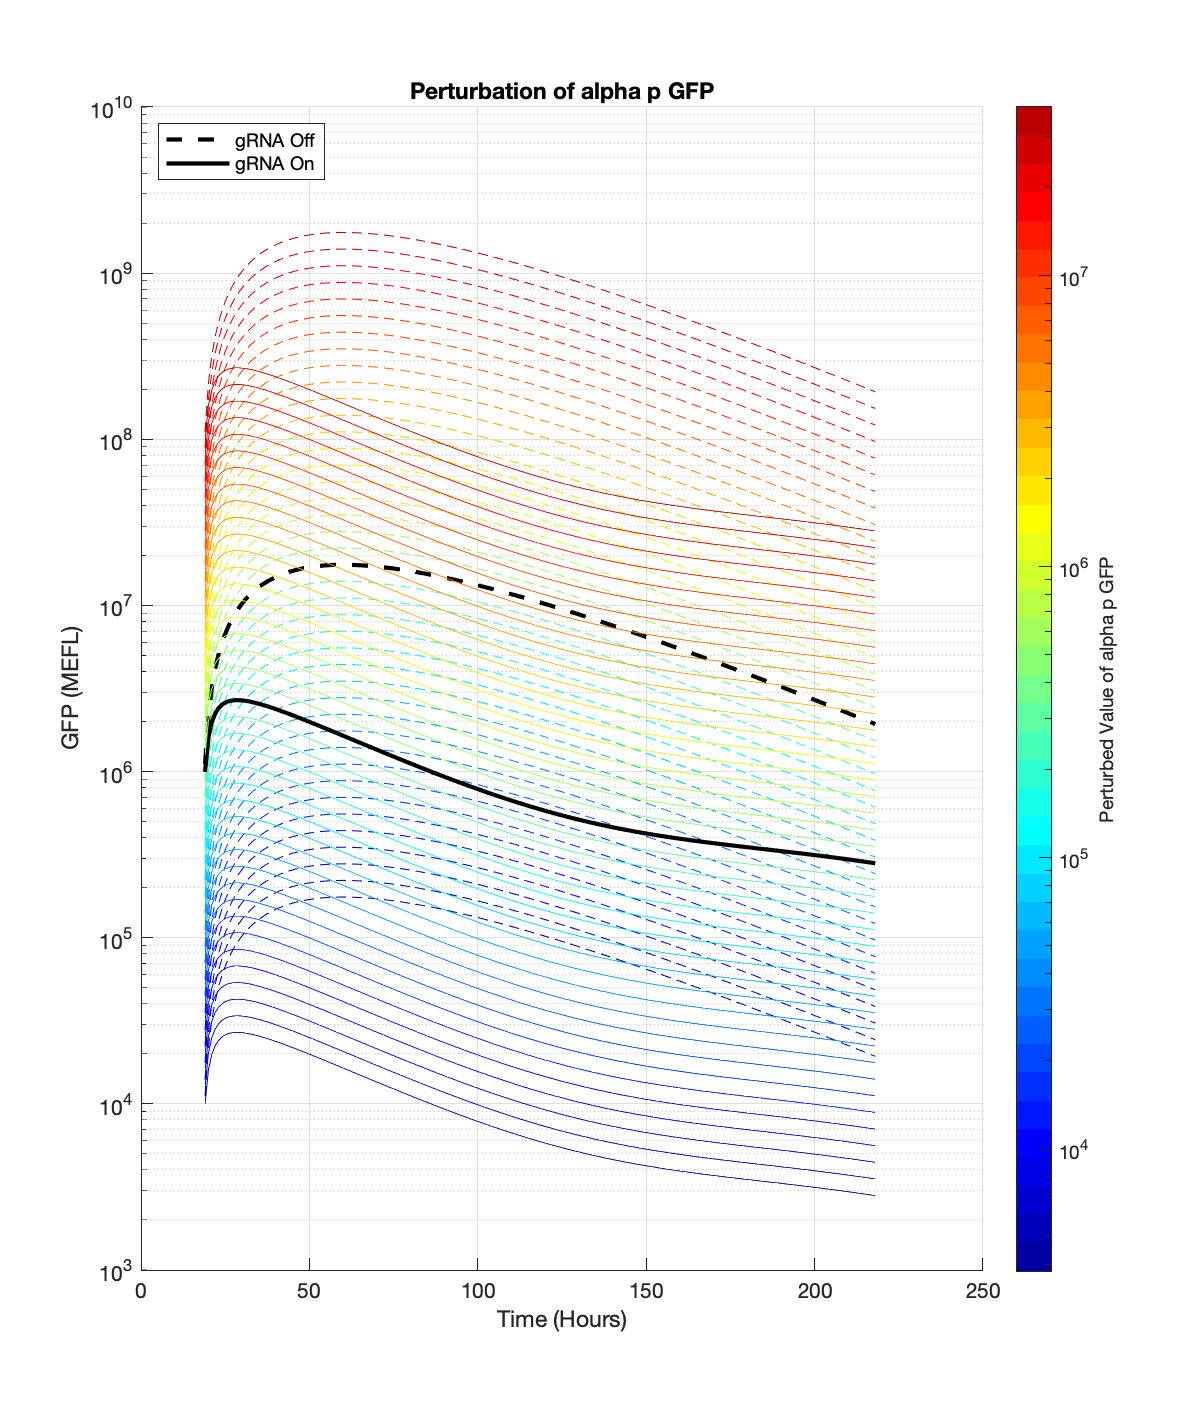 Perturbation of alpha p GFP
gRNA Off
gRNA On
GFP (MEFL)
10^10
10^9
10^8
10^7
10^6
10^5
10^4
10^3
0 50 100 150 200 250
Time (Hours)
10^7
10^6
10^5
10^4
Perturbed Value of alpha p GFP